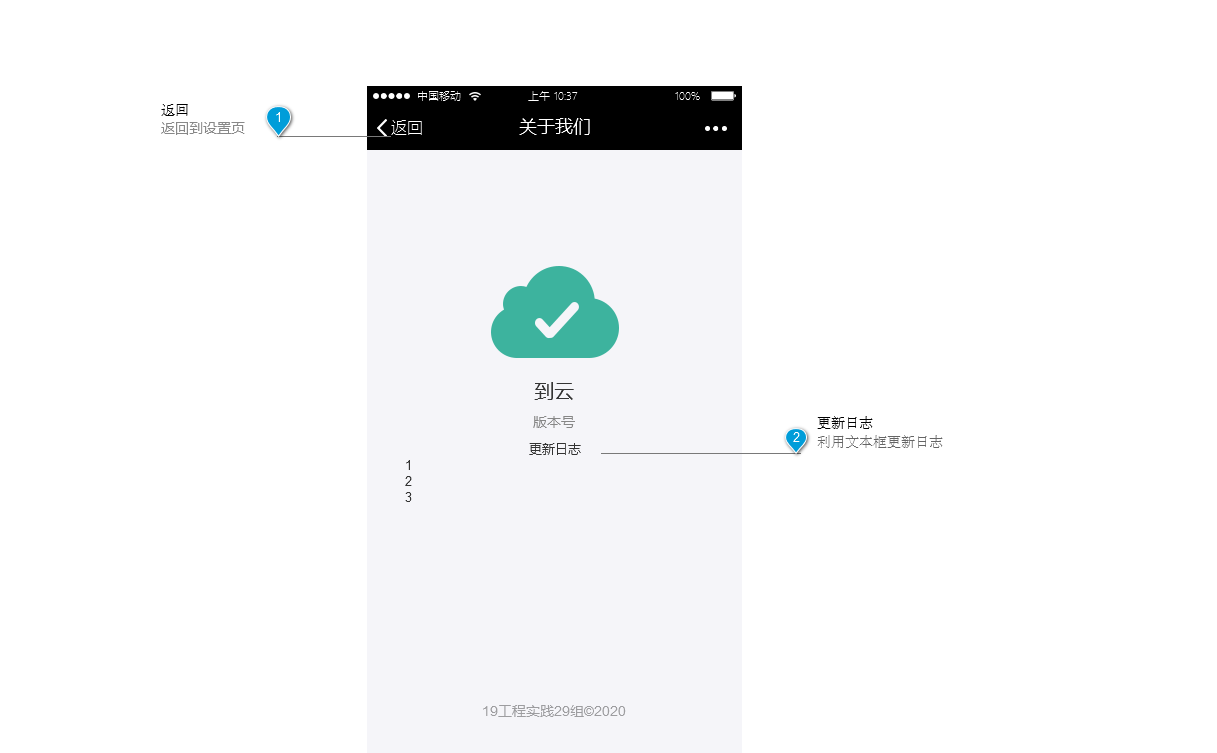 中国移动 上午 10:37 100%
返回
返回到设置页
1
返回 关于我们
到云
版本号
更新日志
1
2
3
2
更新日志
利用文本框更新日志
19工程实践29组©2020